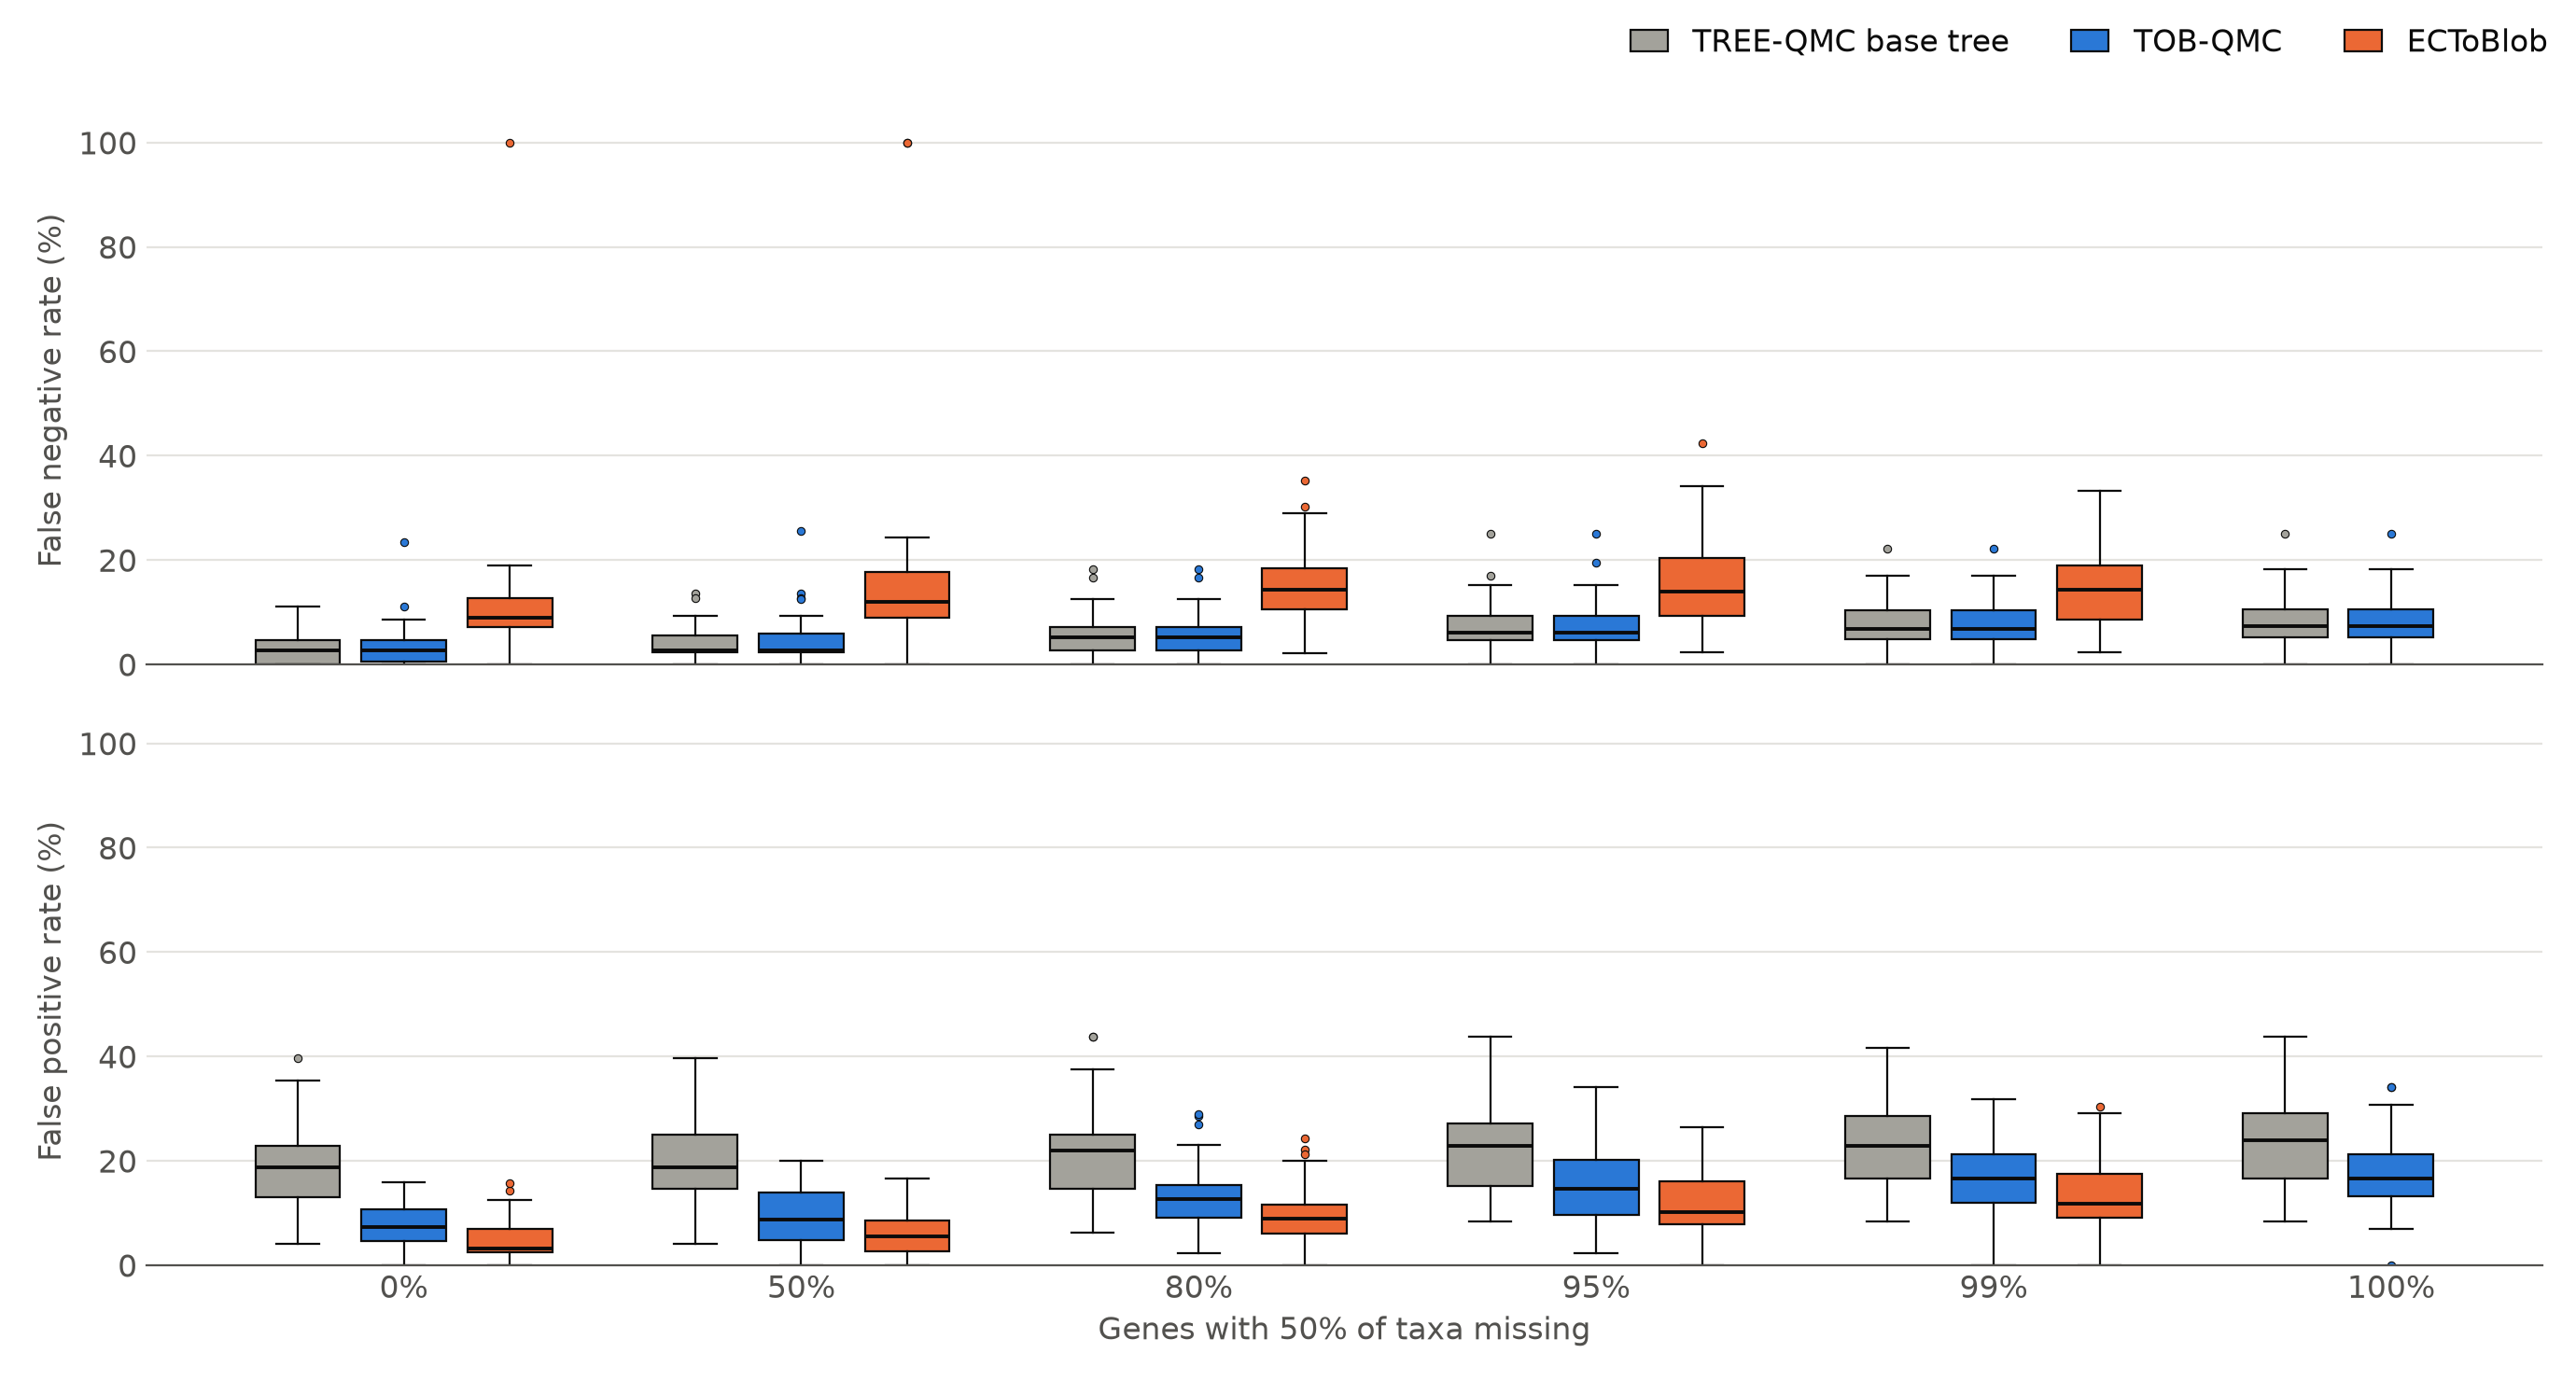 TREE-QMC base tree TOB-QMC ECToBlob
False negative rate (%)
100
80
60
40
20
0
False positive rate (%)
100
80
60
40
20
0
0% 50% 80% 95% 99% 100%
Genes with 50% of taxa missing